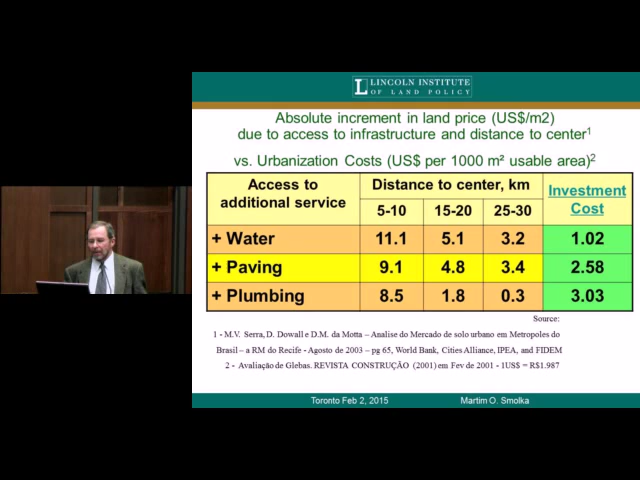 LINCOLN INSTITUTE
OF LAND POLICY
Absolute increment in land price (US$/m2)
due to access to infrastructure and distance to center1
vs. Urbanization Costs (US$ per 1000 m² usable area)2
Access to additional service Distance to center, km Investment Cost
5-10 15-20 25-30
+ Water 11.1 5.1 3.2 1.02
+ Paving 9.1 4.8 3.4 2.58
+ Plumbing 8.5 1.8 0.3 3.03
Source:
1 - M.V. Serra, D. Dowall e D.M. da Motta – Analise do Mercado de solo urbano em Metropoles do
Brasil – a RM do Recife - Agosto de 2003 – pg 65, World Bank, Cities Alliance, IPEA, and FIDEM
2 - Avaliação de Glebas. REVISTA CONSTRUÇÃO (2001) em Fev de 2001 - 1US$ = R$1.987
Toronto Feb 2, 2015 Martim O. Smolka